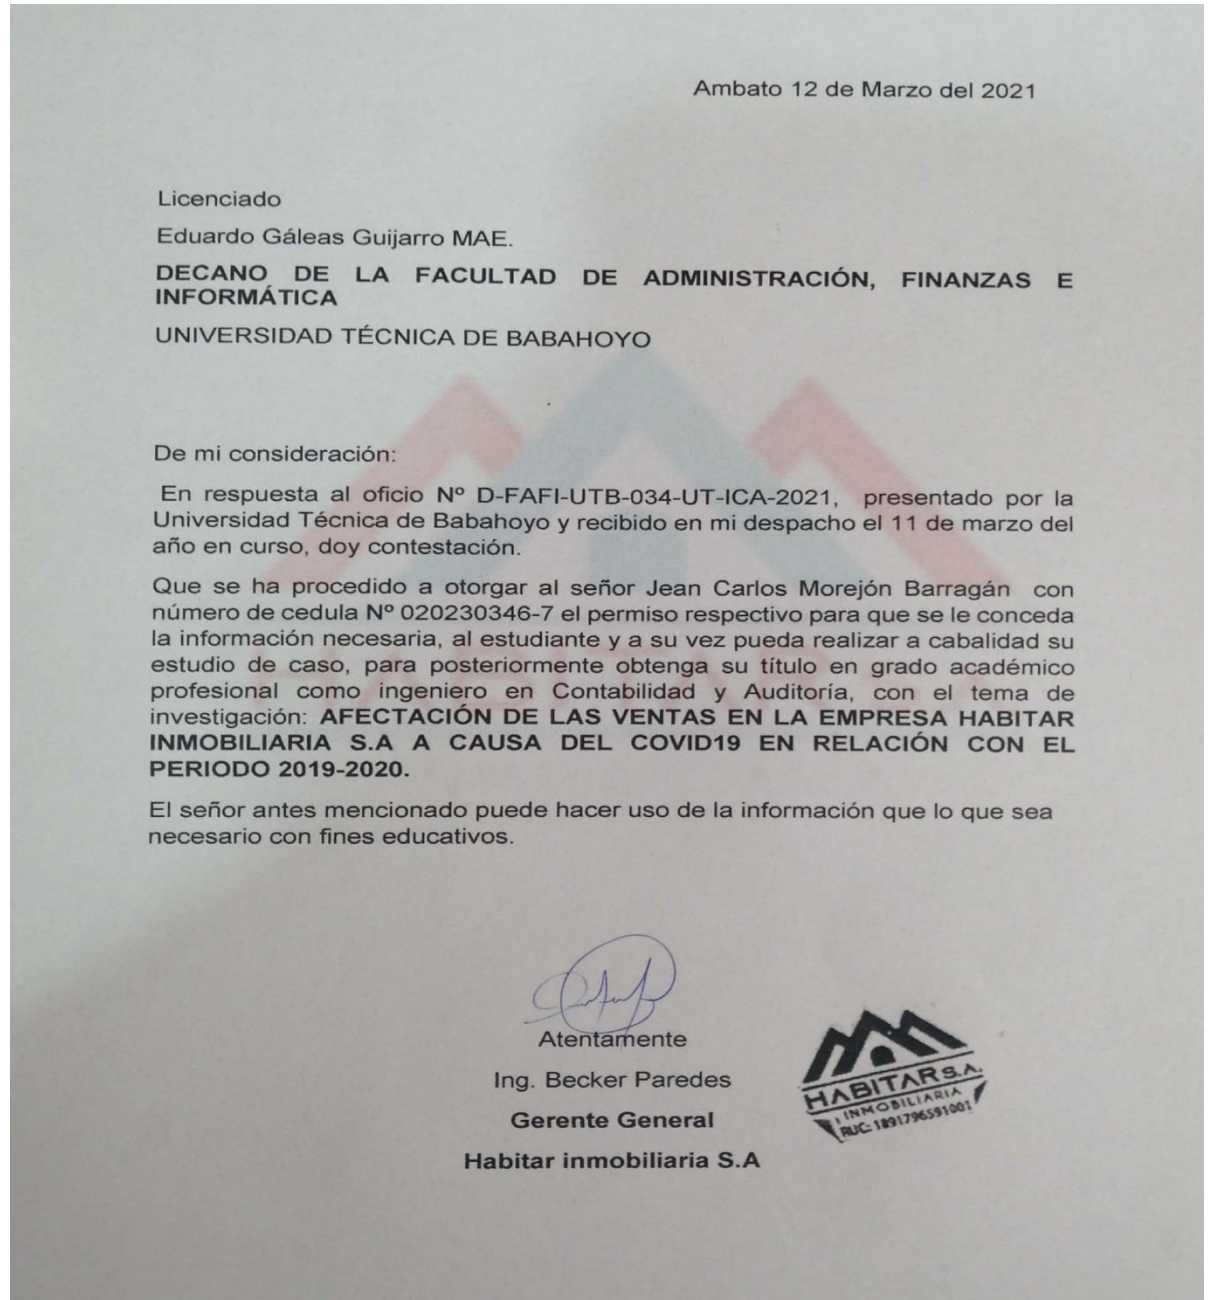 Ambato 12 de Marzo del 2021
Licenciado
Eduardo Gáleas Guijarro MAE.
DECANO DE LA FACULTAD DE ADMINISTRACIÓN, FINANZAS E
INFORMÁTICA
UNIVERSIDAD TÉCNICA DE BABAHOYO
De mi consideración:
En respuesta al oficio Nº D-FAFI-UTB-034-UT-ICA-2021, presentado por la
Universidad Técnica de Babahoyo y recibido en mi despacho el 11 de marzo del
año en curso, doy contestación.
Que se ha procedido a otorgar al señor Jean Carlos Morejón Barragán con
número de cedula Nº 020230346-7 el permiso respectivo para que se le conceda
la información necesaria, al estudiante y a su vez pueda realizar a cabalidad su
estudio de caso, para posteriormente obtenga su título en grado académico
profesional como ingeniero en Contabilidad y Auditoría, con el tema de
investigación: AFECTACIÓN DE LAS VENTAS EN LA EMPRESA HABITAR
INMOBILIARIA S.A A CAUSA DEL COVID19 EN RELACIÓN CON EL
PERIODO 2019-2020.
El señor antes mencionado puede hacer uso de la información que lo que sea
necesario con fines educativos.
Atentamente
Ing. Becker Paredes
Gerente General
Habitar inmobiliaria S.A
HABITAR S.A.
INMOBILIARIA
RUC: 1891796591001